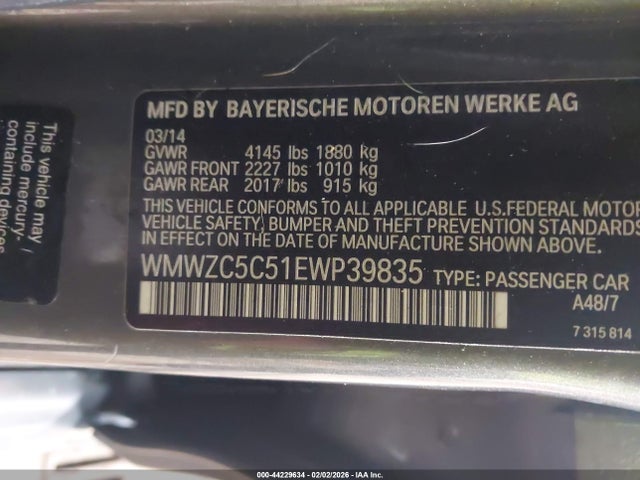 This vehicle may
include mercury-
containing devices
MFD BY BAYERISCHE MOTOREN WERKE AG
03/14
GVWR 4145 lbs 1880 kg
GAWR FRONT 2227 lbs 1010 kg
GAWR REAR 2017 lbs 915 kg
THIS VEHICLE CONFORMS TO ALL APPLICABLE U.S.FEDERAL MOTOR
VEHICLE SAFETY, BUMPER AND THEFT PREVENTION STANDARDS
IN EFFECT ON THE DATE OF MANUFACTURE SHOWN ABOVE.
WMWZC5C51EWP39835 TYPE: PASSENGER CAR
A48/7
7 315 814
000-44229634 - 02/02/2026 - IAA Inc.